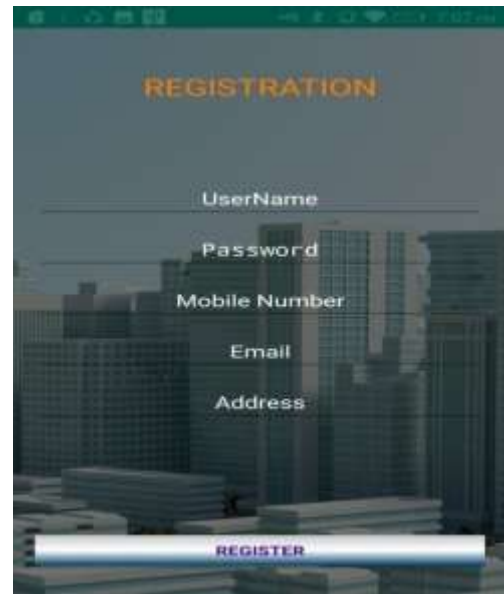 REGISTRATION
UserName
Password
Mobile Number
Email
Address
REGISTER